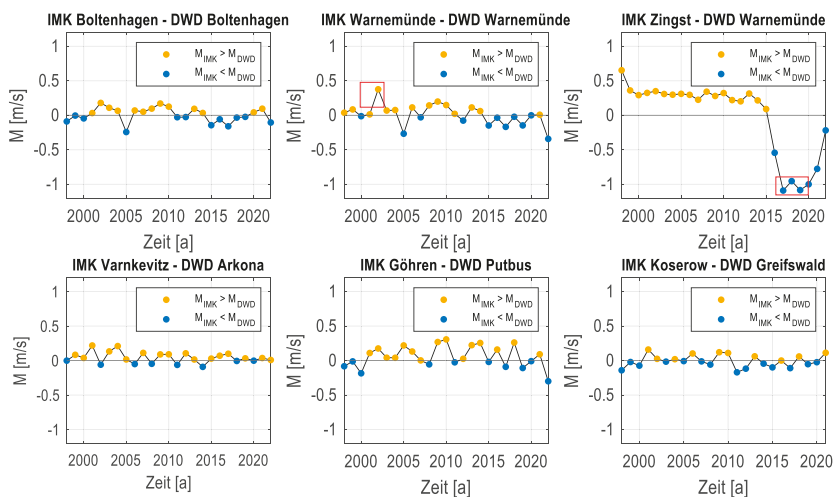 IMK Boltenhagen - DWD Boltenhagen
M_IMK > M_DWD
M_IMK < M_DWD
M [m/s]
1
0.5
0
-0.5
-1
2000 2005 2010 2015 2020
Zeit [a]
IMK Warnemünde - DWD Warnemünde
M_IMK > M_DWD
M_IMK < M_DWD
M [m/s]
1
0.5
0
-0.5
-1
2000 2005 2010 2015 2020
Zeit [a]
IMK Zingst - DWD Warnemünde
M_IMK > M_DWD
M_IMK < M_DWD
M [m/s]
1
0.5
0
-0.5
-1
2000 2005 2010 2015 2020
Zeit [a]
IMK Varnkevitz - DWD Arkona
M_IMK > M_DWD
M_IMK < M_DWD
M [m/s]
1
0.5
0
-0.5
-1
2000 2005 2010 2015 2020
Zeit [a]
IMK Göhren - DWD Putbus
M_IMK > M_DWD
M_IMK < M_DWD
M [m/s]
1
0.5
0
-0.5
-1
2000 2005 2010 2015 2020
Zeit [a]
IMK Koserow - DWD Greifswald
M_IMK > M_DWD
M_IMK < M_DWD
M [m/s]
1
0.5
0
-0.5
-1
2000 2005 2010 2015 2020
Zeit [a]